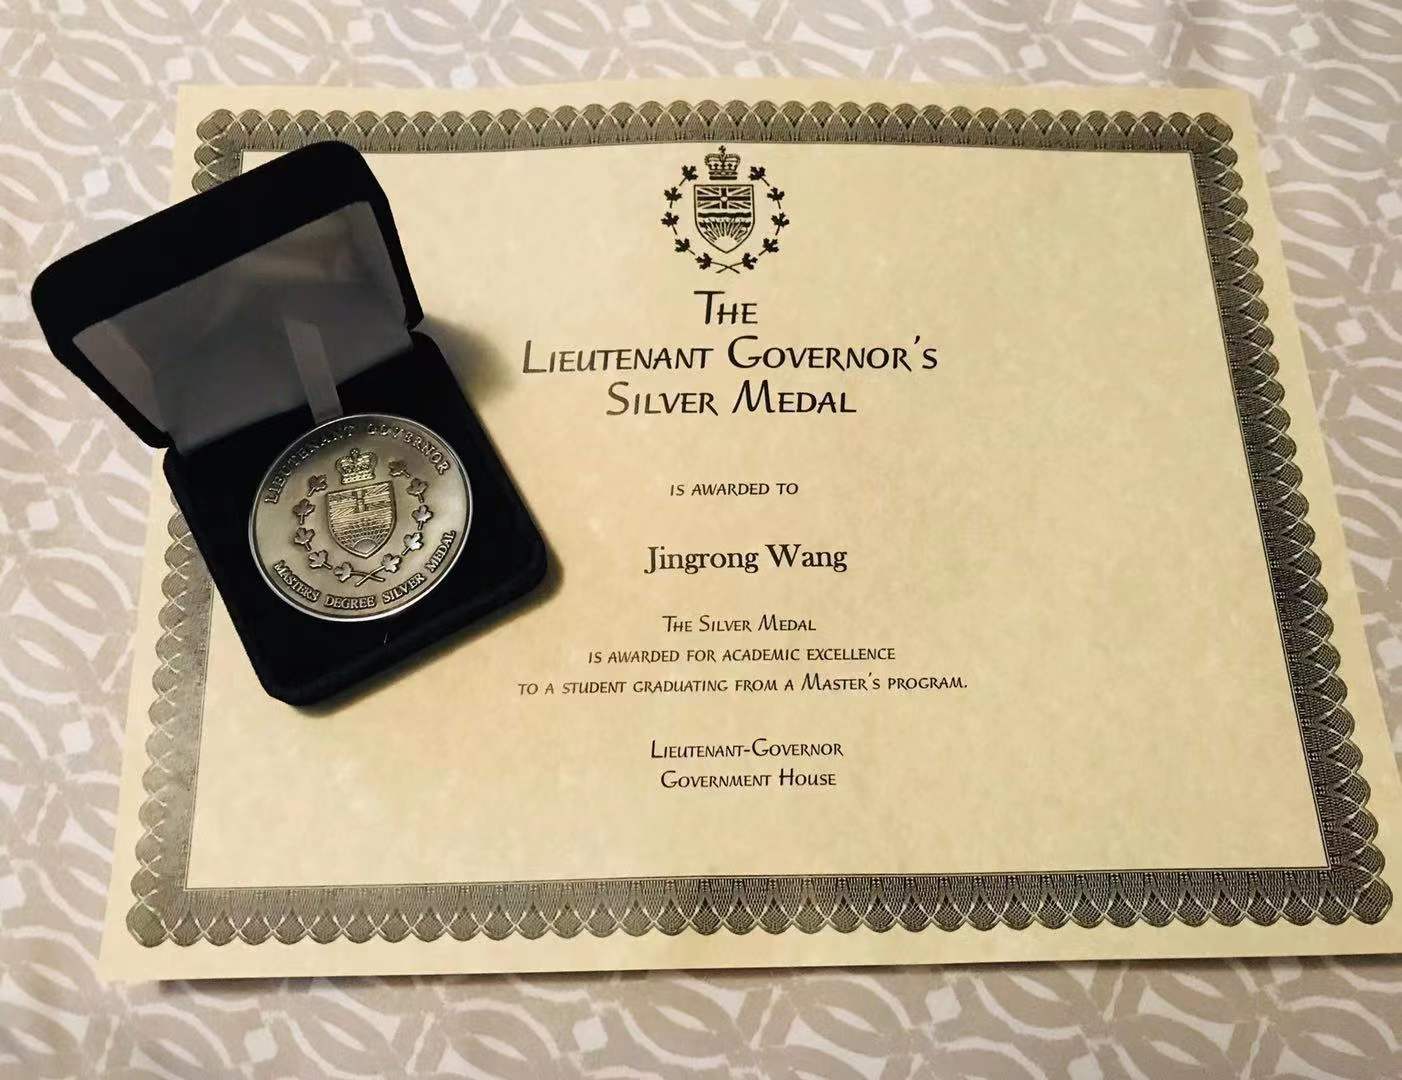 THE
LIEUTENANT GOVERNOR'S
SILVER MEDAL
IS AWARDED TO
Jingrong Wang
THE SILVER MEDAL
IS AWARDED FOR ACADEMIC EXCELLENCE
TO A STUDENT GRADUATING FROM A MASTER'S PROGRAM.
LIEUTENANT-GOVERNOR
GOVERNMENT HOUSE
LIEUTENANT GOVERNOR
MASTERS DEGREE SILVER MEDAL